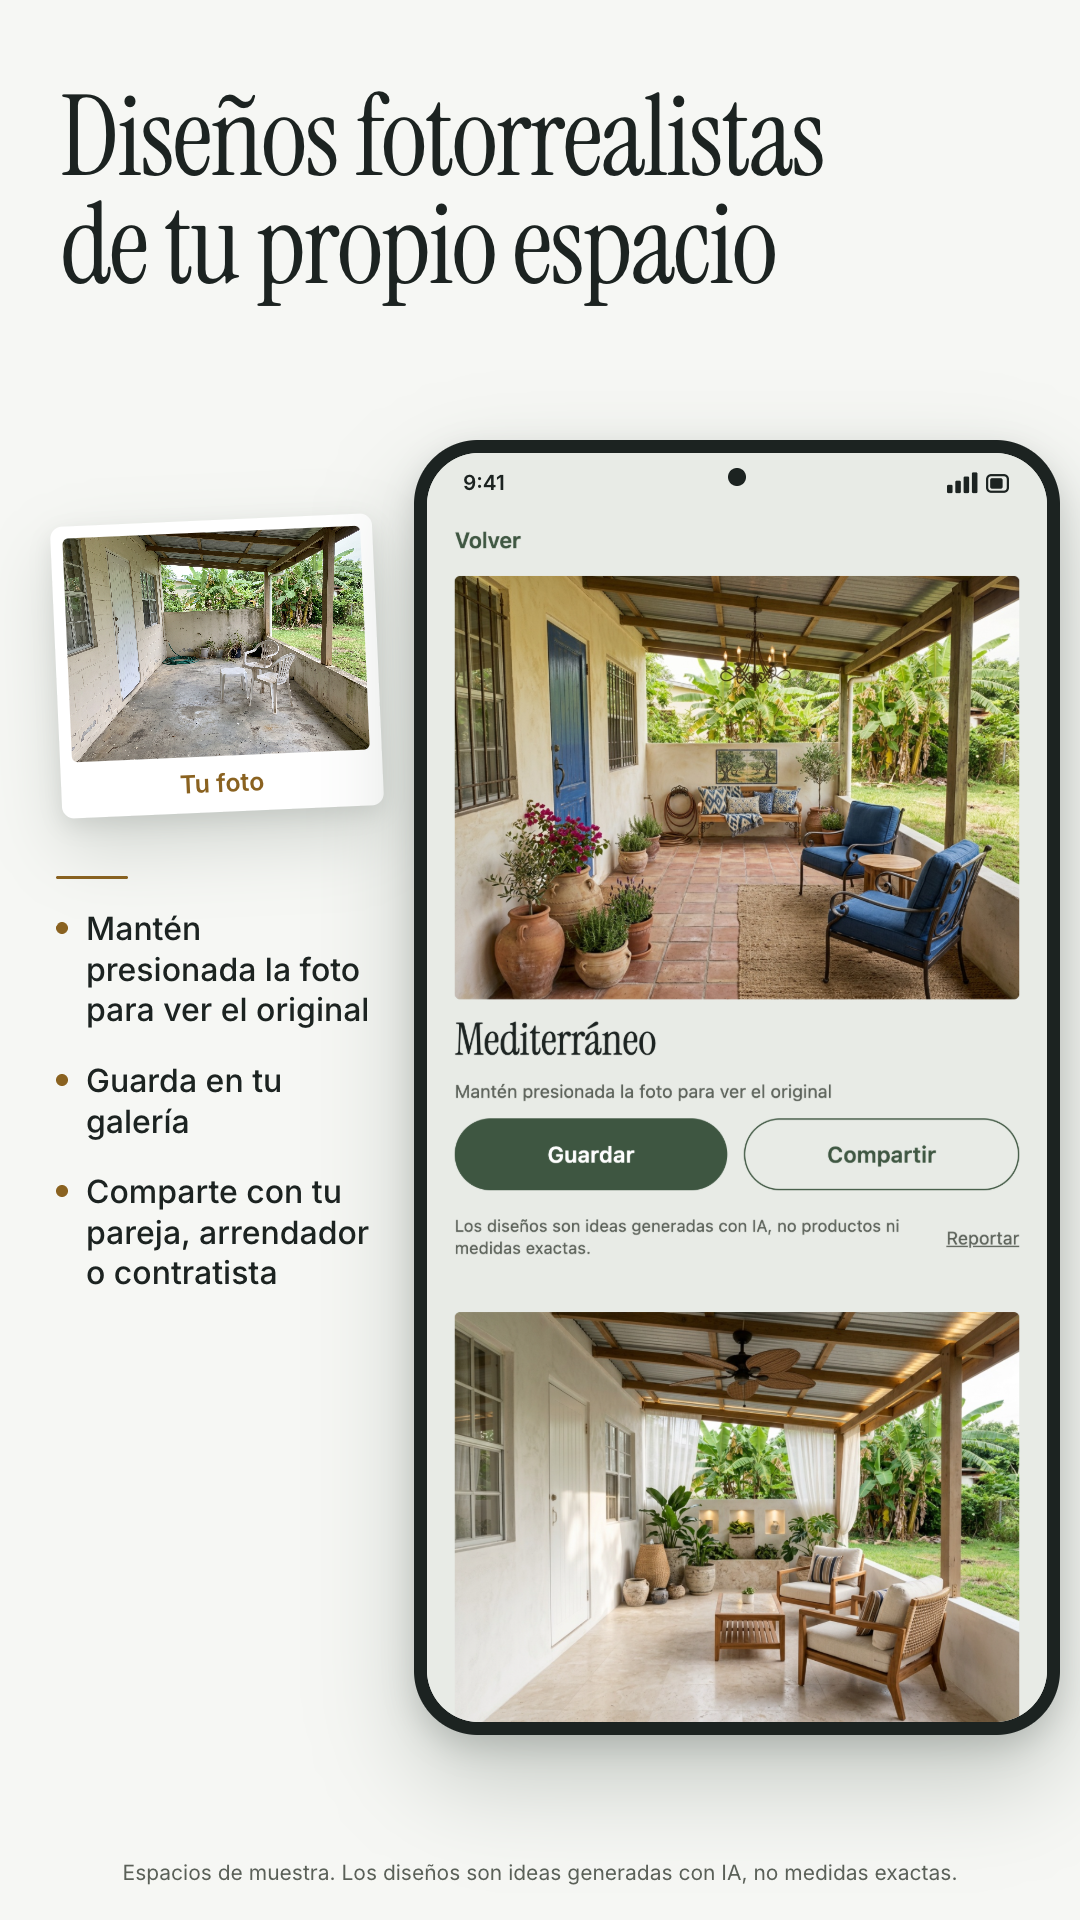 Diseños fotorrealistas
de tu propio espacio
Tu foto
Mantén
presionada la foto
para ver el original
Guarda en tu
galería
Comparte con tu
pareja, arrendador
o contratista
9:41
Volver
Mediterráneo
Mantén presionada la foto para ver el original
Guardar
Compartir
Los diseños son ideas generadas con IA, no productos ni
medidas exactas.
Reportar
Espacios de muestra. Los diseños son ideas generadas con IA, no medidas exactas.